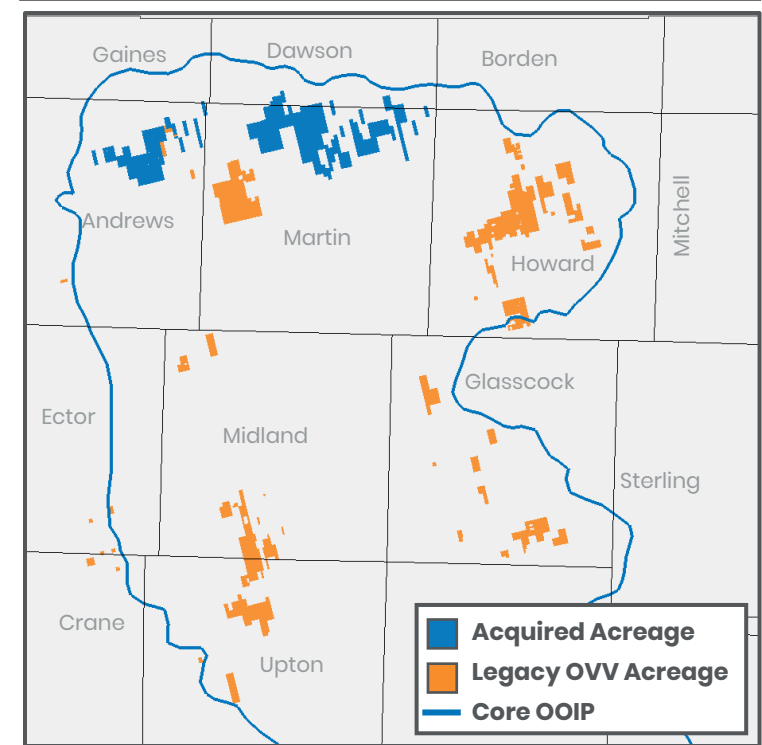 Gaines
Dawson
Borden
Andrews
Martin
Howard
Mitchell
Ector
Midland
Glasscock
Sterling
Crane
Upton
Acquired Acreage
Legacy OVV Acreage
Core OOIP